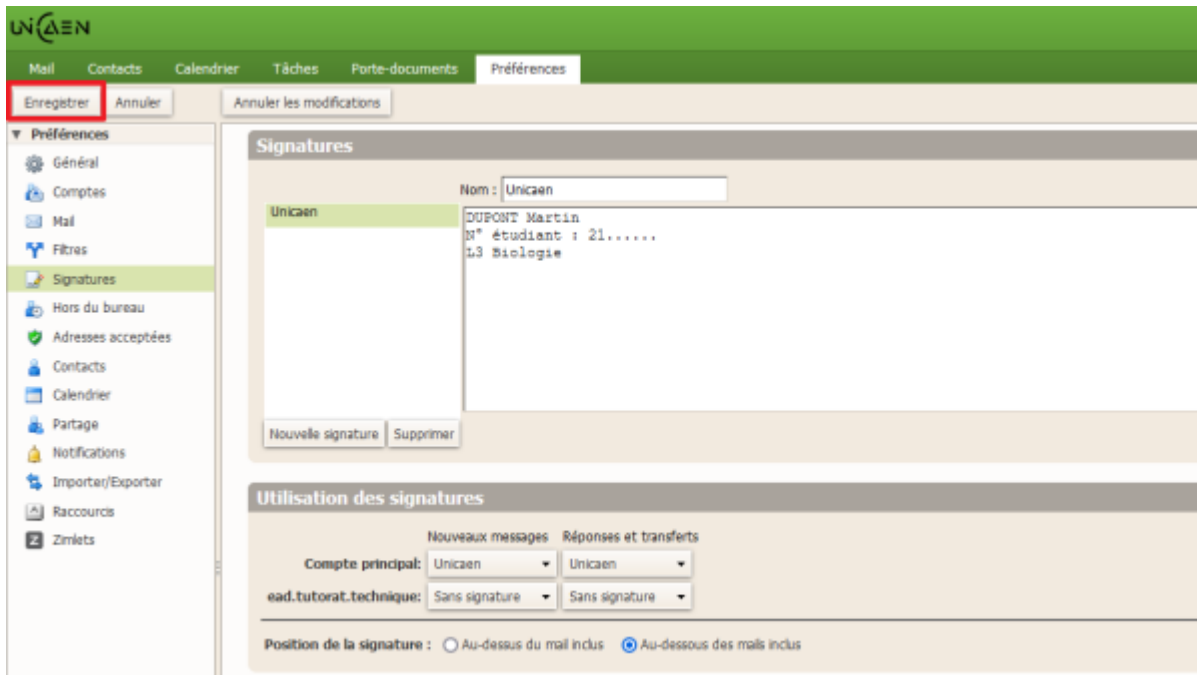 UNICAEN
Mail Contacts Calendrier Tâches Porte-documents Préférences
Enregistrer Annuler Annuler les modifications
Préférences
Général
Comptes
Mail
Filtres
Signatures
Hors du bureau
Adresses acceptées
Contacts
Calendrier
Partage
Notifications
Importer/Exporter
Raccourcis
Zimlets
Signatures
Nom : Unicaen
Unicaen
DUPONT Martin
N° étudiant : 21......
L3 Biologie
Nouvelle signature Supprimer
Utilisation des signatures
Nouveaux messages Réponses et transferts
Compte principal: Unicaen Unicaen
ead.tutorat.technique: Sans signature Sans signature
Position de la signature : Au-dessus du mail inclus Au-dessous des mails inclus